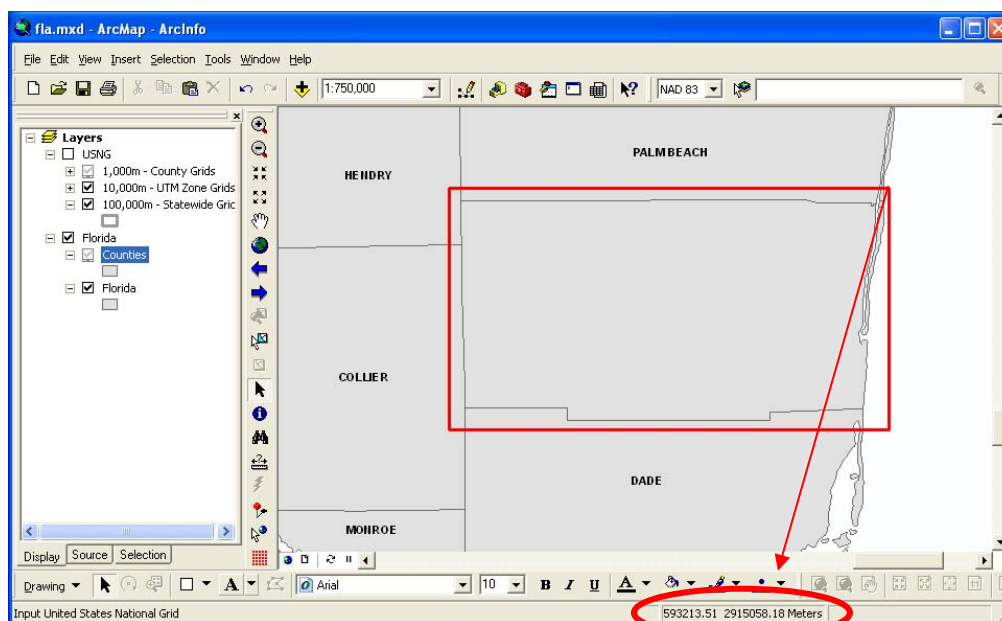 fla.mxd - ArcMap - ArcInfo
File Edit View Insert Selection Tools Window Help
1:750,000
NAD 83
Layers
USNG
1,000m - County Grids
10,000m - UTM Zone Grids
100,000m - Statewide Gric
Florida
Counties
Florida
PALM BEACH
HENDRY
COLLIER
DADE
MONROE
Display Source Selection
Drawing A Arial 10 B I U A
Input United States National Grid
593213.51 2915058.18 Meters